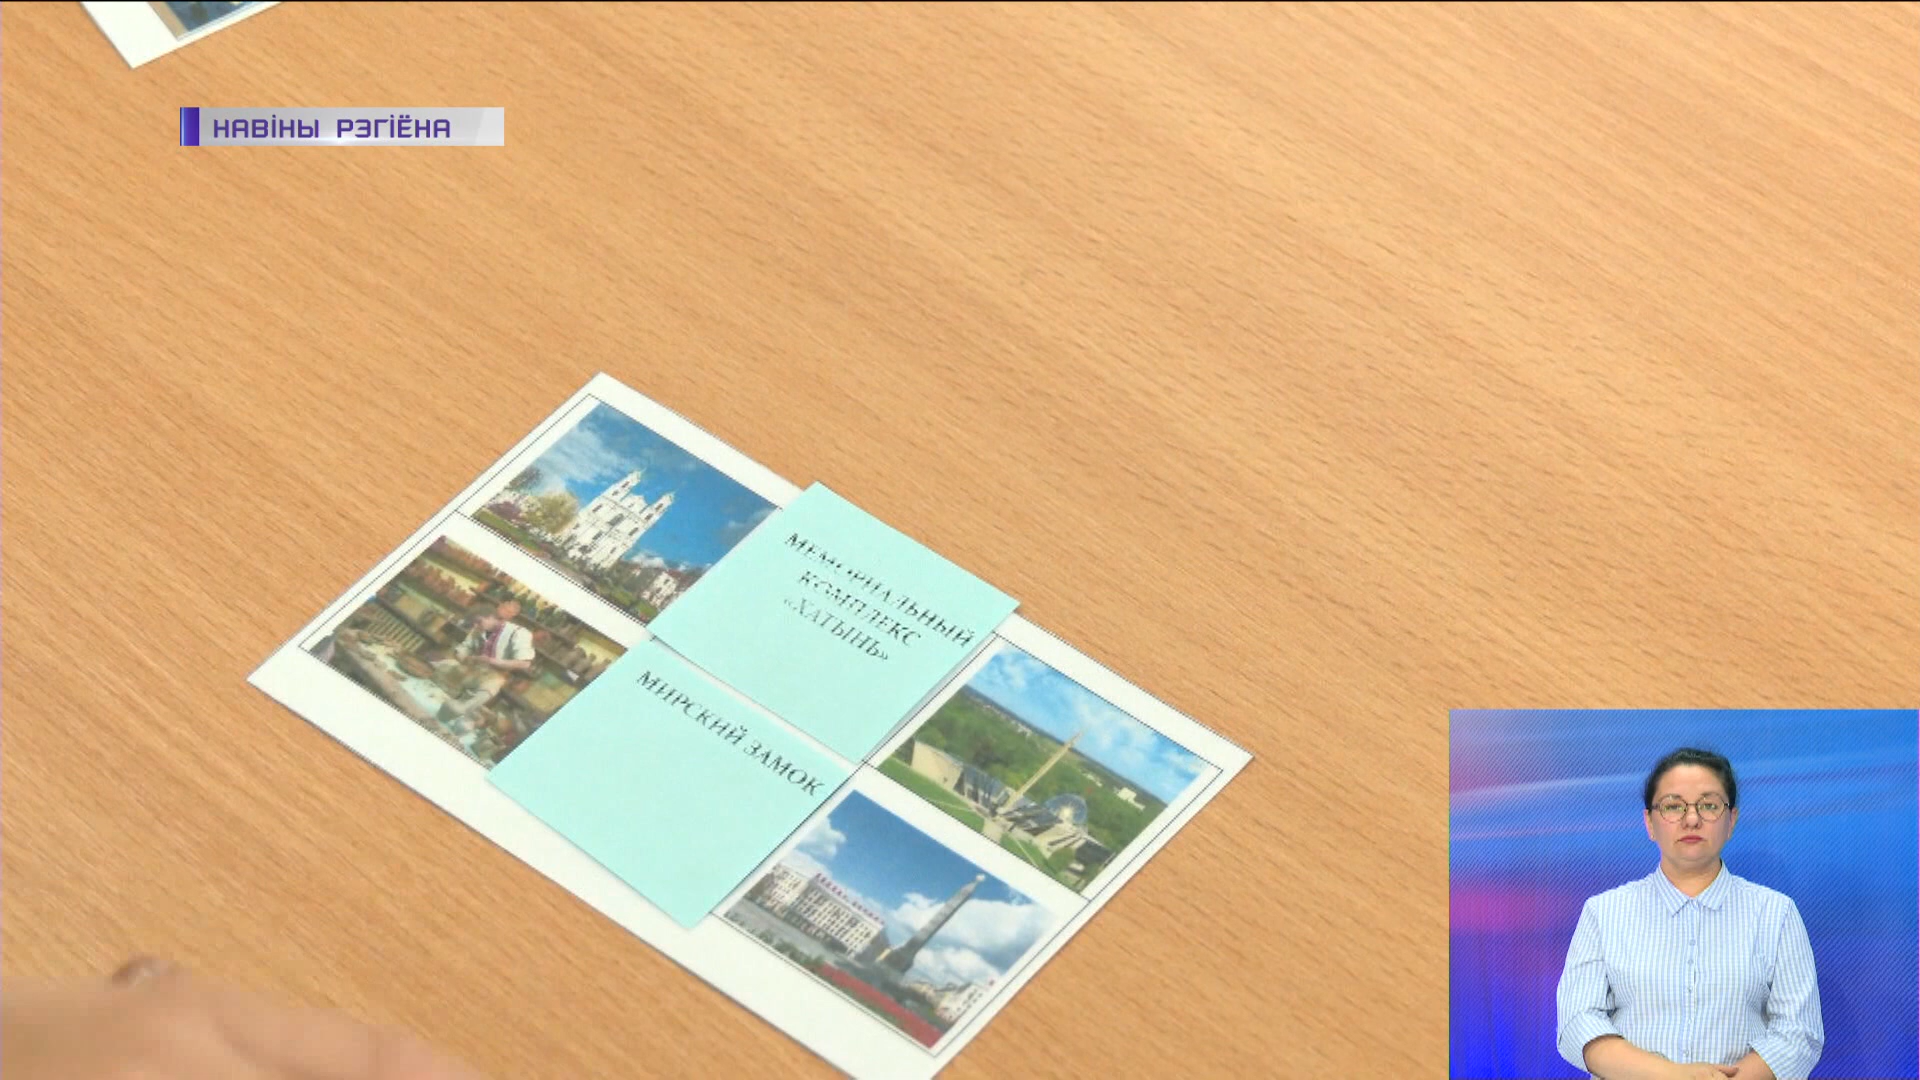 НАВІНЫ РЭГІЁНА
МЕМОРИАЛЬНЫЙ
КОМПЛЕКС
«ХАТЫНЬ»
МИРСКИЙ ЗАМОК